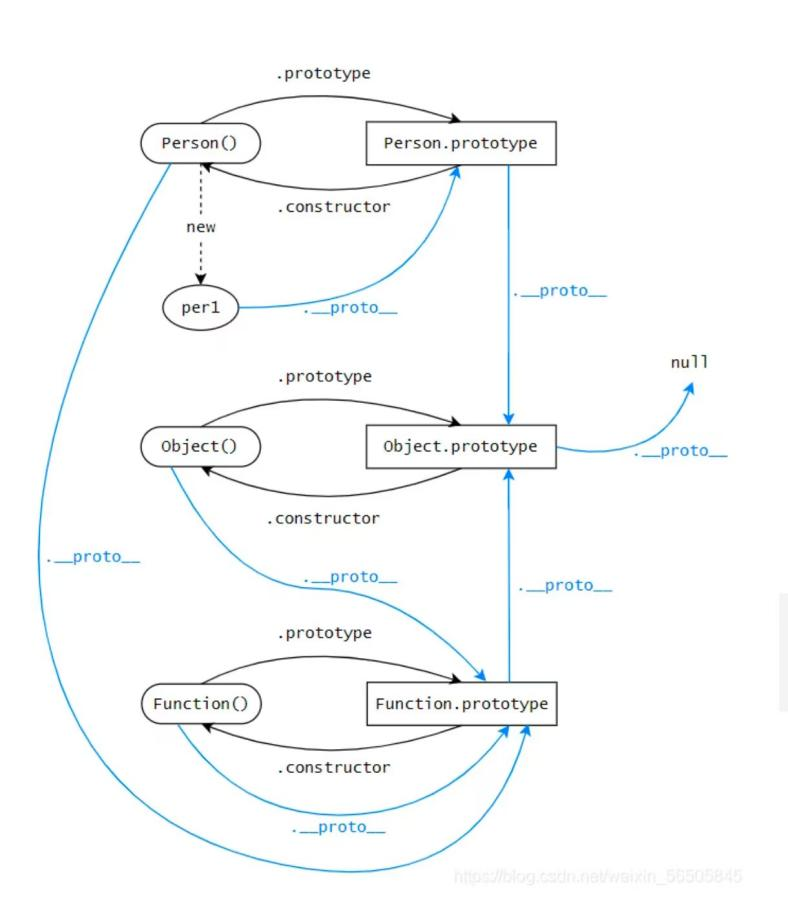 .prototype
Person()
Person.prototype
.constructor
new
per1
.__proto__
.__proto__
null
.prototype
Object()
Object.prototype
.__proto__
.constructor
.__proto__
.__proto__
.__proto__
.prototype
Function()
Function.prototype
.constructor
.__proto__
https://blog.csdn.net/weixin_56505845